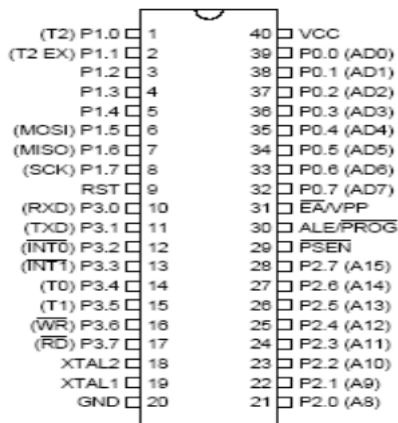 (T2) P1.0 1 40 VCC
(T2 EX) P1.1 2 39 P0.0 (AD0)
P1.2 3 38 P0.1 (AD1)
P1.3 4 37 P0.2 (AD2)
P1.4 5 36 P0.3 (AD3)
(MOSI) P1.5 6 35 P0.4 (AD4)
(MISO) P1.6 7 34 P0.5 (AD5)
(SCK) P1.7 8 33 P0.6 (AD6)
RST 9 32 P0.7 (AD7)
(RXD) P3.0 10 31 E̅A̅/VPP
(TXD) P3.1 11 30 ALE/P̅R̅O̅G̅
(I̅N̅T̅0̅) P3.2 12 29 P̅S̅E̅N̅
(I̅N̅T̅1̅) P3.3 13 28 P2.7 (A15)
(T0) P3.4 14 27 P2.6 (A14)
(T1) P3.5 15 26 P2.5 (A13)
(W̅R̅) P3.6 16 25 P2.4 (A12)
(R̅D̅) P3.7 17 24 P2.3 (A11)
XTAL2 18 23 P2.2 (A10)
XTAL1 19 22 P2.1 (A9)
GND 20 21 P2.0 (A8)